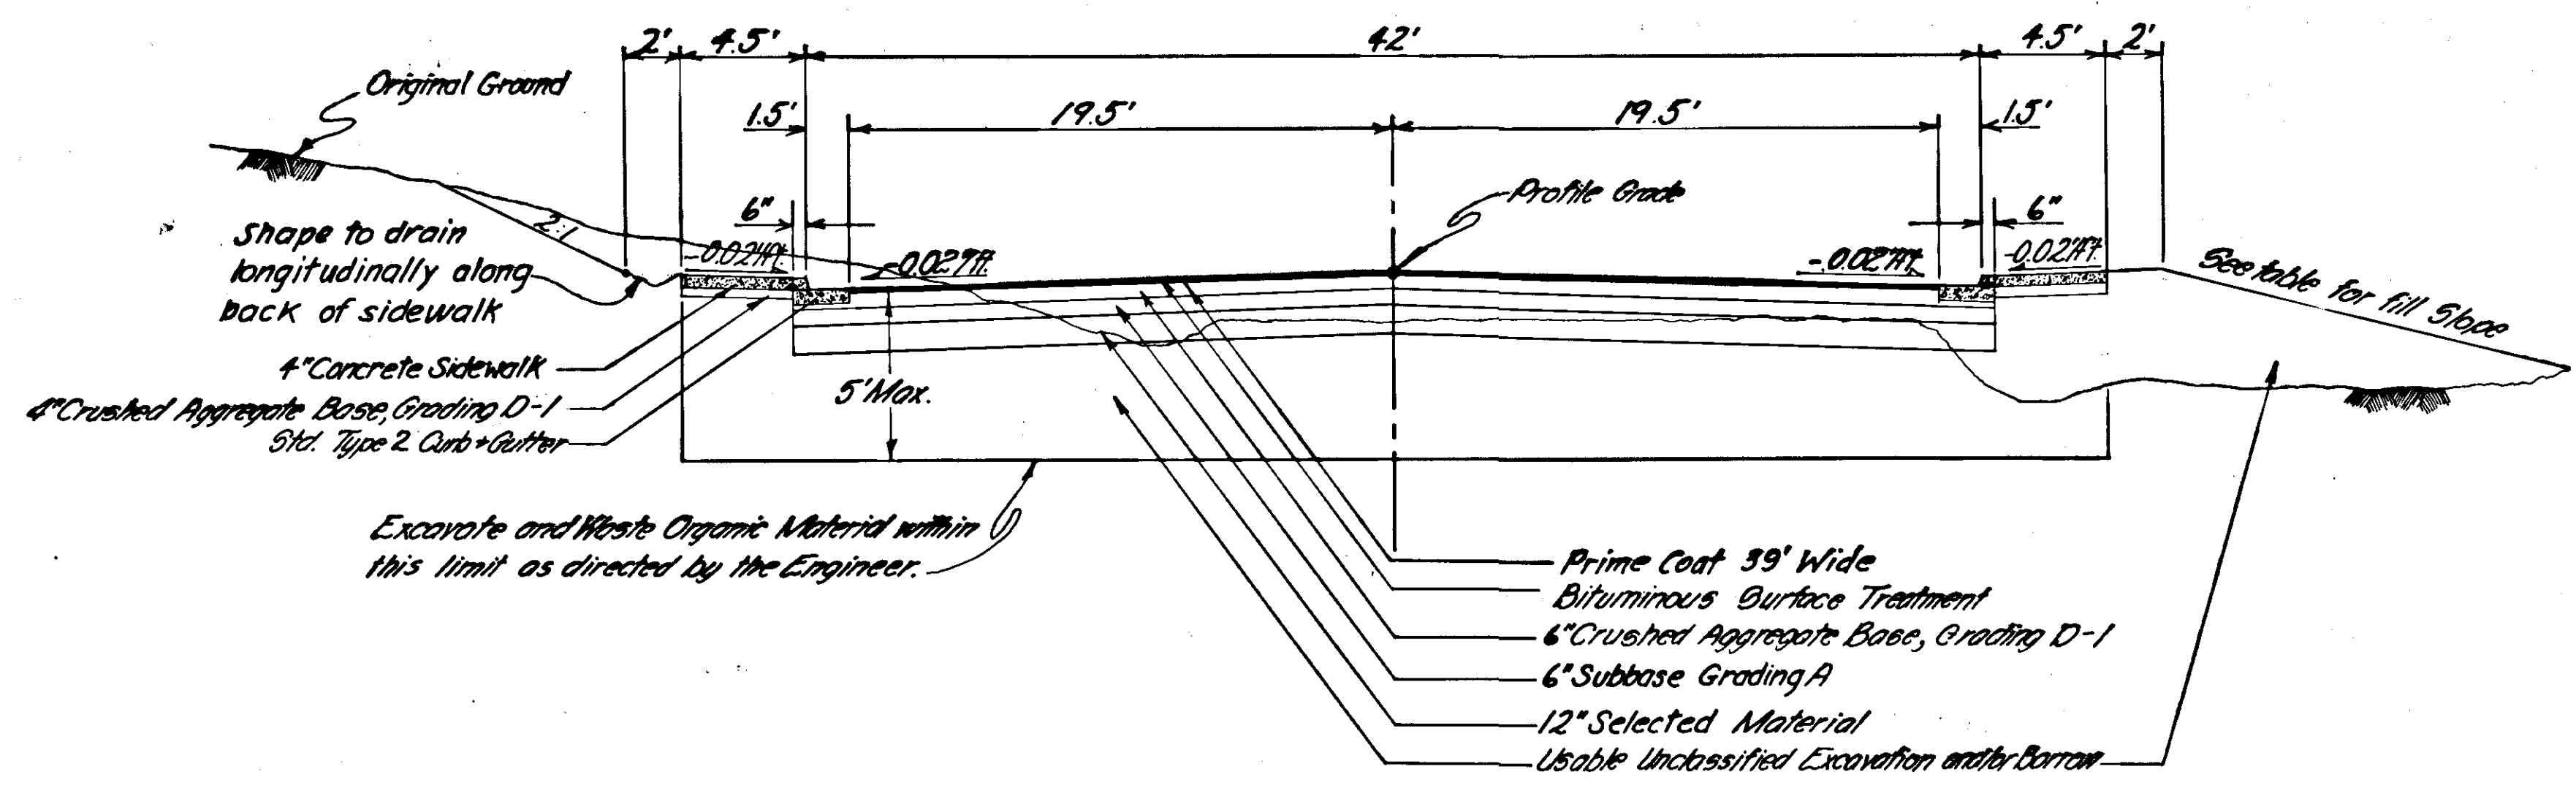 2' 4.5' 42' 4.5' 2'
Original Ground
1.5' 19.5' 19.5' 1.5'
Profile Grade
6" 6"
2:1
Shape to drain
longitudinally along
back of sidewalk
-0.02'/ft. -0.02'/ft. -.02'/ft. -0.02'/ft.
See table for fill Slope
4" Concrete Sidewalk
4" Crushed Aggregate Base, Grading D-1
Std. Type 2 Curb + Gutter
5' Max.
Excavate and Waste Organic Material within
this limit as directed by the Engineer.
Prime Coat 39' Wide
Bituminous Surface Treatment
6" Crushed Aggregate Base, Grading D-1
6" Subbase Grading A
12" Selected Material
Usable Unclassified Excavation and/or Borrow